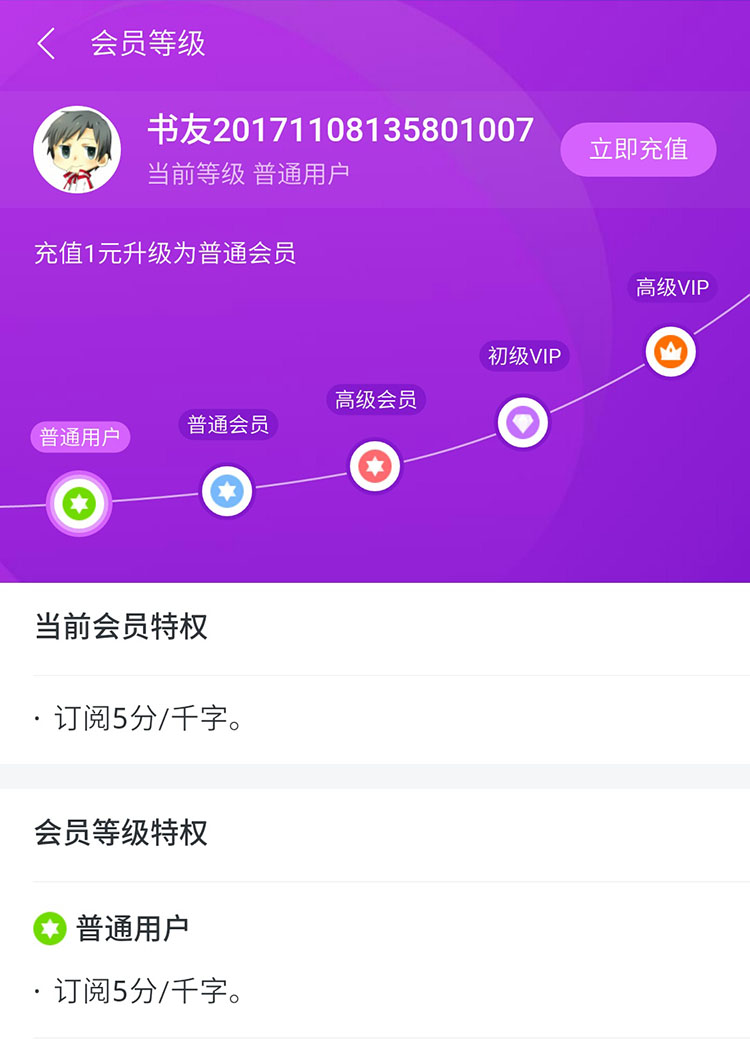 会员等级
书友20171108135801007
立即充值
当前等级 普通用户
充值1元升级为普通会员
高级VIP
初级VIP
高级会员
普通会员
普通用户
当前会员特权
· 订阅5分/千字。
会员等级特权
普通用户
· 订阅5分/千字。